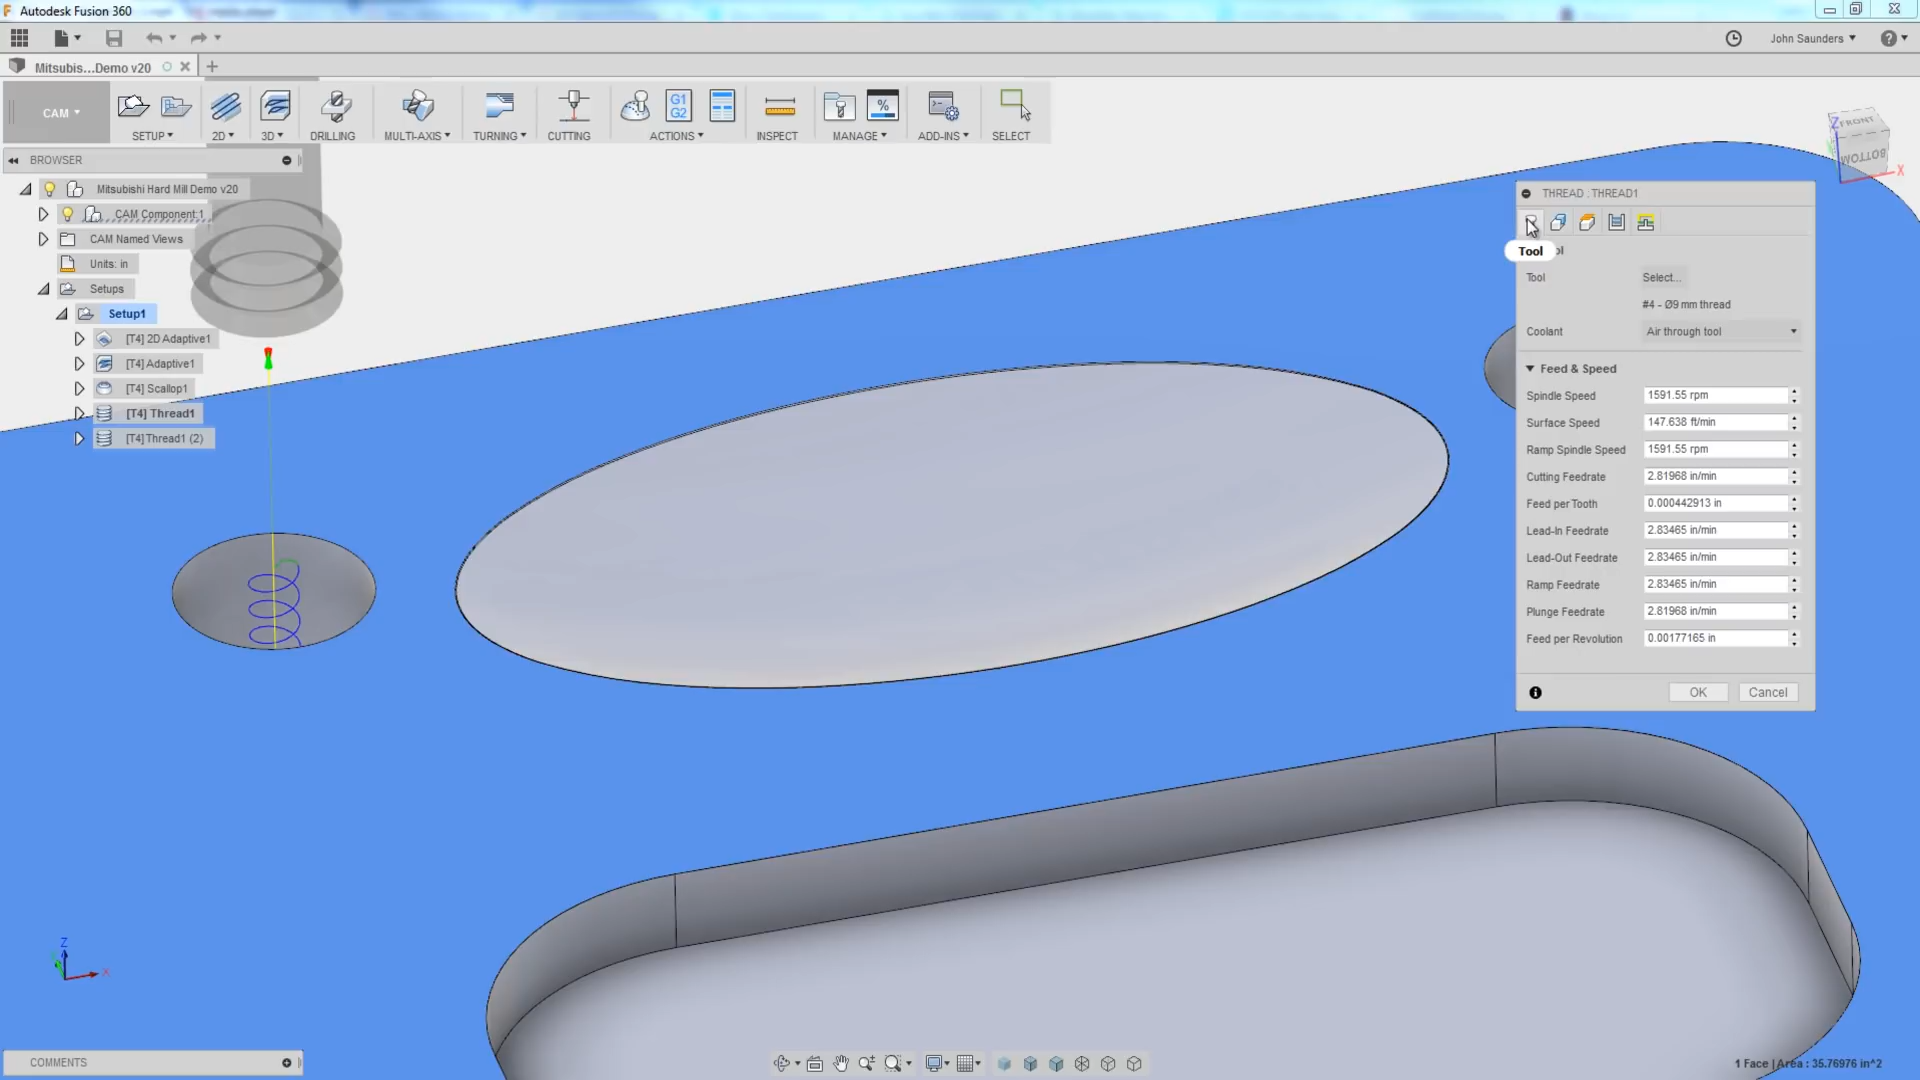 Autodesk Fusion 360
John Saunders
Mitsubis...Demo v20
CAM
SETUP
2D
3D
DRILLING
MULTI-AXIS
TURNING
CUTTING
G1
G2
ACTIONS
INSPECT
%
MANAGE
ADD-INS
SELECT
FRONT
BOTTOM
Z
X
BROWSER
Mitsubishi Hard Mill Demo v20
CAM Component:1
CAM Named Views
Units: in
Setups
Setup1
[T4] 2D Adaptive1
[T4] Adaptive1
[T4] Scallop1
[T4] Thread1
[T4] Thread1 (2)
THREAD : THREAD1
Tool
Tool Select...
#4 - Ø9 mm thread
Coolant Air through tool
Feed & Speed
Spindle Speed 1591.55 rpm
Surface Speed 147.638 ft/min
Ramp Spindle Speed 1591.55 rpm
Cutting Feedrate 2.81968 in/min
Feed per Tooth 0.000442913 in
Lead-In Feedrate 2.83465 in/min
Lead-Out Feedrate 2.83465 in/min
Ramp Feedrate 2.83465 in/min
Plunge Feedrate 2.81968 in/min
Feed per Revolution 0.00177165 in
OK Cancel
Z
X
COMMENTS
1 Face | Area : 35.76976 in^2